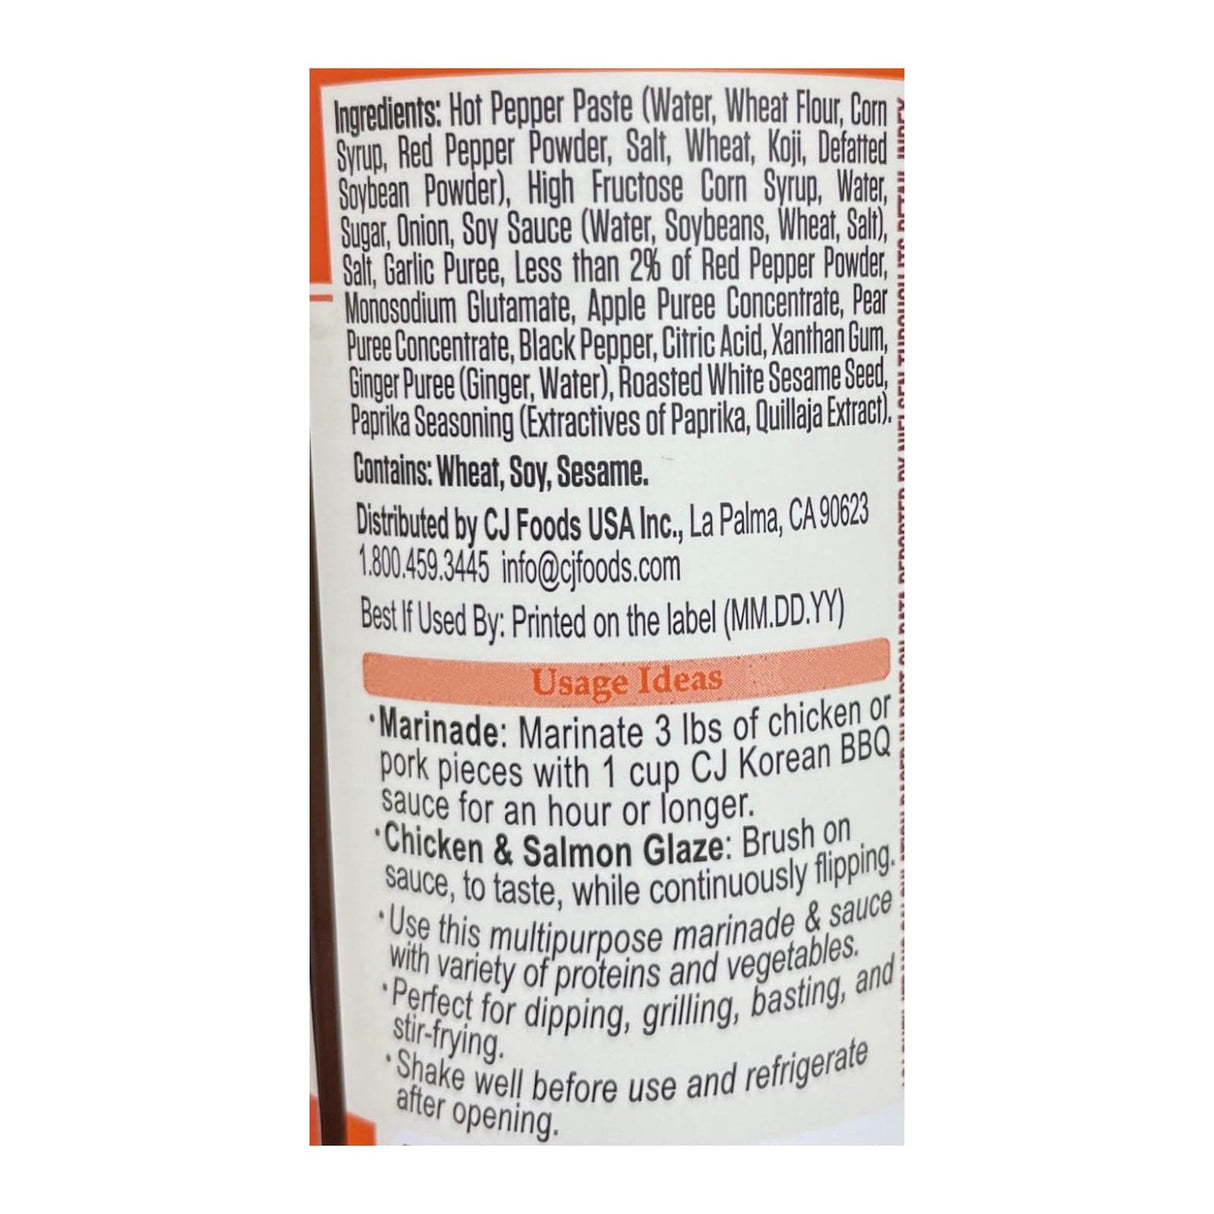 Ingredients: Hot Pepper Paste (Water, Wheat Flour, Corn
Syrup, Red Pepper Powder, Salt, Wheat, Koji, Defatted
Soybean Powder), High Fructose Corn Syrup, Water,
Sugar, Onion, Soy Sauce (Water, Soybeans, Wheat, Salt),
Salt, Garlic Puree, Less than 2% of Red Pepper Powder,
Monosodium Glutamate, Apple Puree Concentrate, Pear
Puree Concentrate, Black Pepper, Citric Acid, Xanthan Gum,
Ginger Puree (Ginger, Water), Roasted White Sesame Seed,
Paprika Seasoning (Extractives of Paprika, Quillaja Extract).
Contains: Wheat, Soy, Sesame.
Distributed by CJ Foods USA Inc., La Palma, CA 90623
1.800.459.3445 info@cjfoods.com
Best If Used By: Printed on the label (MM.DD.YY)
Usage Ideas
•Marinade: Marinate 3 lbs of chicken or
pork pieces with 1 cup CJ Korean BBQ
sauce for an hour or longer.
•Chicken & Salmon Glaze: Brush on
sauce, to taste, while continuously flipping.
•Use this multipurpose marinade & sauce
with variety of proteins and vegetables.
•Perfect for dipping, grilling, basting, and
stir-frying.
•Shake well before use and refrigerate
after opening.